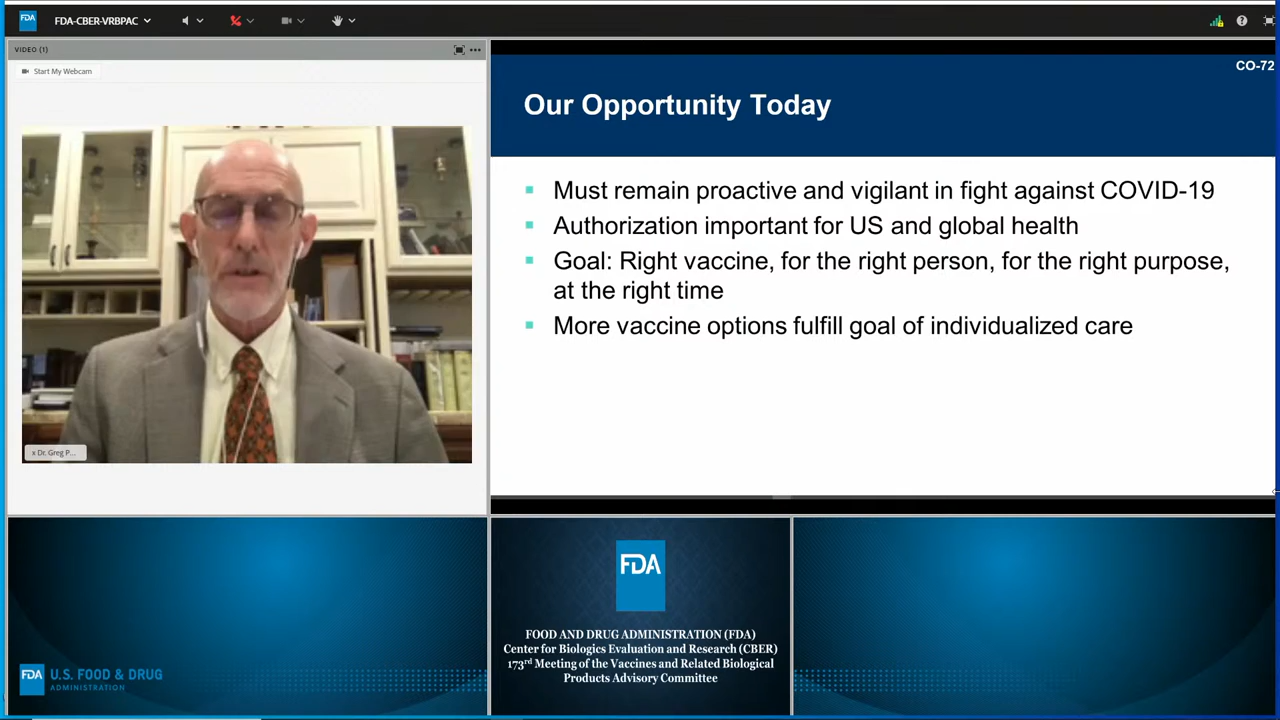 FDA
FDA-CBER-VRBPAC
VIDEO (1)
Start My Webcam
x Dr. Greg P...
CO-72
Our Opportunity Today
Must remain proactive and vigilant in fight against COVID-19
Authorization important for US and global health
Goal: Right vaccine, for the right person, for the right purpose,
at the right time
More vaccine options fulfill goal of individualized care
FDA U.S. FOOD & DRUG
ADMINISTRATION
FDA
FOOD AND DRUG ADMINISTRATION (FDA)
Center for Biologics Evaluation and Research (CBER)
173rd Meeting of the Vaccines and Related Biological
Products Advisory Committee